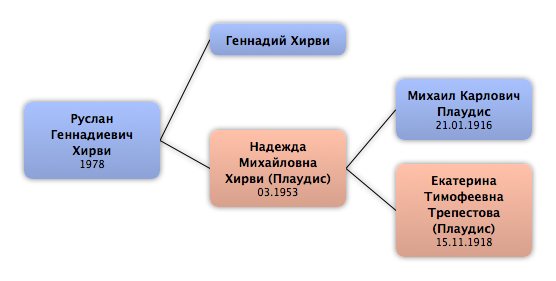 Геннадий Хирви
Руслан
Геннадиевич
Хирви
1978
Надежда
Михайловна
Хирви (Плаудис)
03.1953
Михаил Карлович
Плаудис
21.01.1916
Екатерина
Тимофеевна
Трепестова
(Плаудис)
15.11.1918